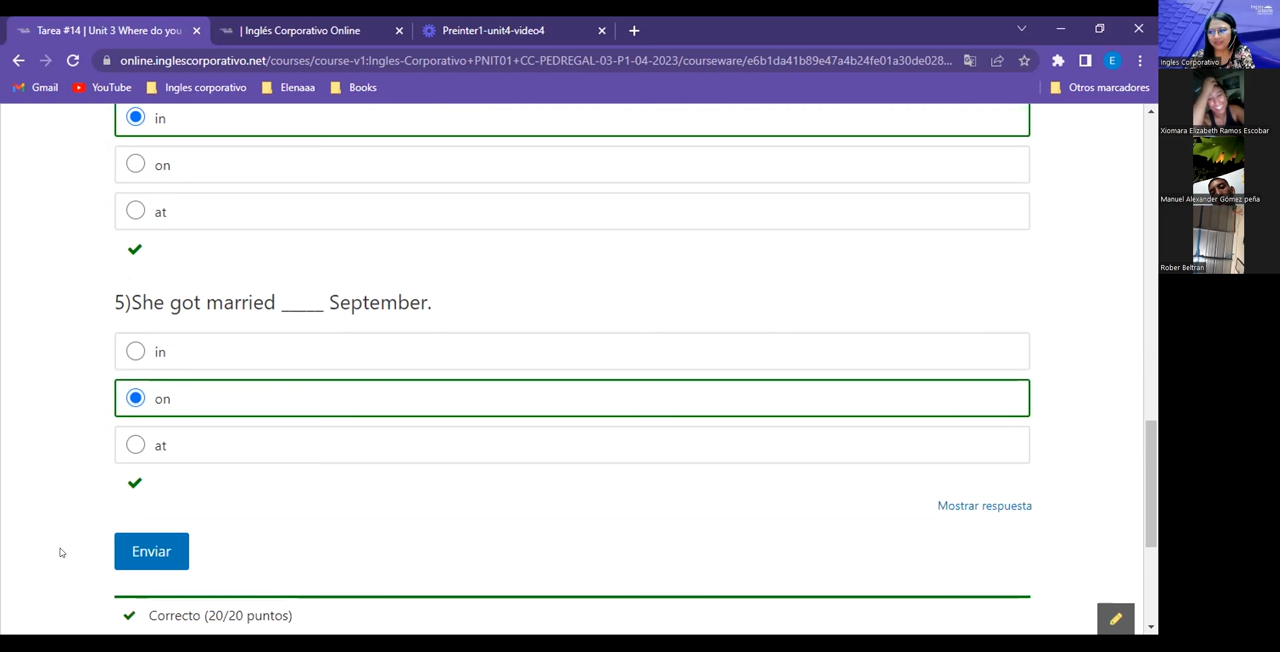 Tarea #14 | Unit 3 Where do you
| Inglés Corporativo Online
Preinter1-unit4-video4
online.inglescorporativo.net/courses/course-v1:Ingles-Corporativo+PNIT01+CC-PEDREGAL-03-P1-04-2023/courseware/e6b1da41b89e47a4b24fe01a30de028...
E
Gmail
YouTube
Ingles corporativo
Elenaaa
Books
Otros marcadores
in
on
at
5)She got married _____ September.
in
on
at
Mostrar respuesta
Enviar
Correcto (20/20 puntos)
Ingles Corporativo
Xiomara Elizabeth Ramos Escobar
Manuel Alexánder Gómez peña
Rober Beltran